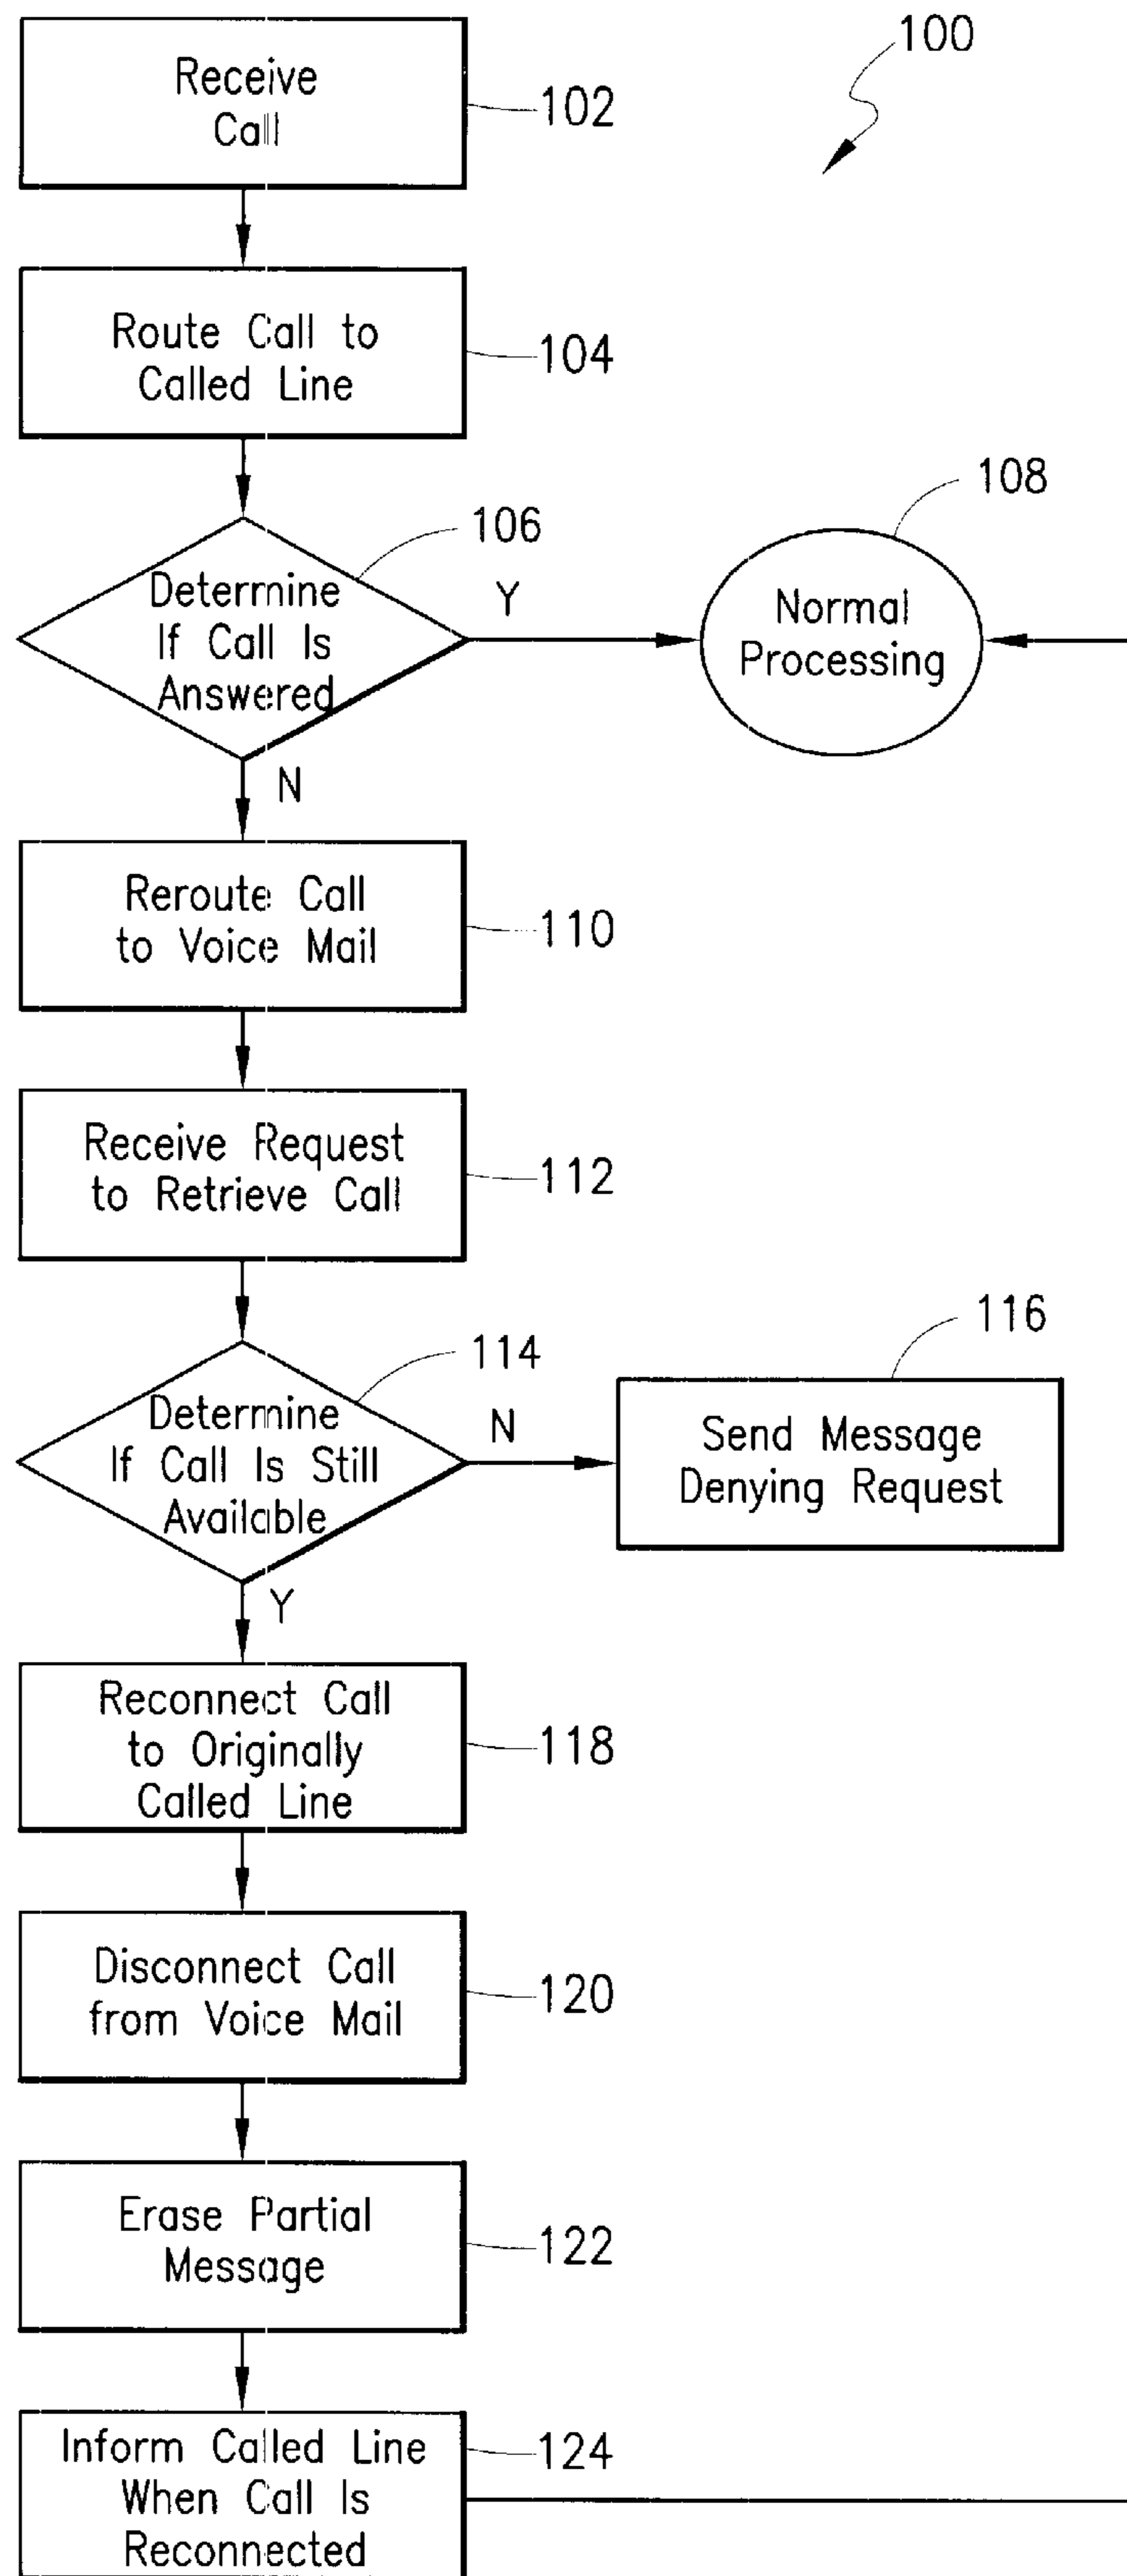 100
Receive
Call
102
Route Call to
Called Line
104
106
Determine
If Call Is
Answered
Y
N
108
Normal
Processing
Reroute Call
to Voice Mail
110
Receive Request
to Retrieve Call
112
114
Determine
If Call Is Still
Available
N
Y
116
Send Message
Denying Request
Reconnect Call
to Originally
Called Line
118
Disconnect Call
from Voice Mail
120
Erase Partial
Message
122
Inform Called Line
When Call Is
Reconnected
124